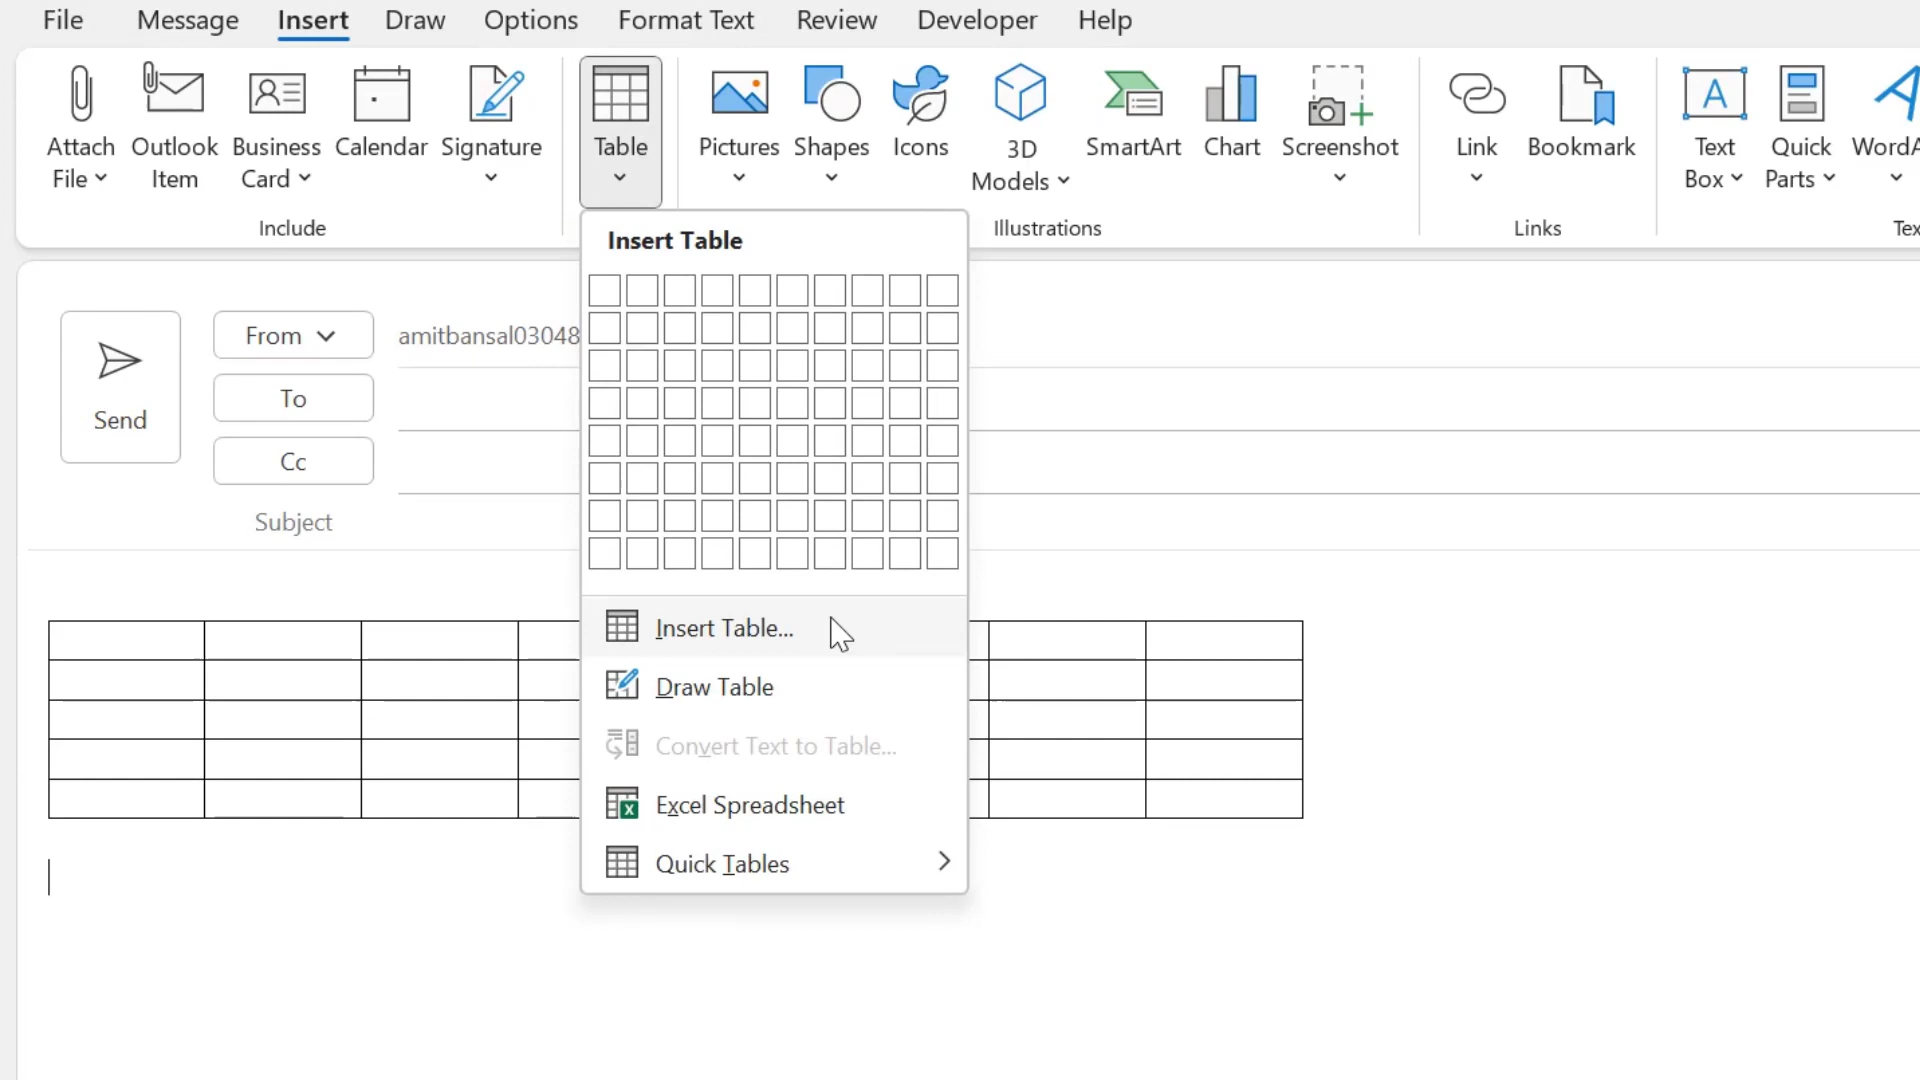 File Message Insert Draw Options Format Text Review Developer Help
Attach File
Outlook Item
Business Card
Calendar
Signature
Table
Pictures
Shapes
Icons
3D Models
SmartArt
Chart
Screenshot
Link
Bookmark
Text Box
Quick Parts
WordA
Include
Illustrations
Links
Tex
Insert Table
Send
From
amitbansal03048
To
Cc
Subject
Insert Table...
Draw Table
Convert Text to Table...
Excel Spreadsheet
Quick Tables